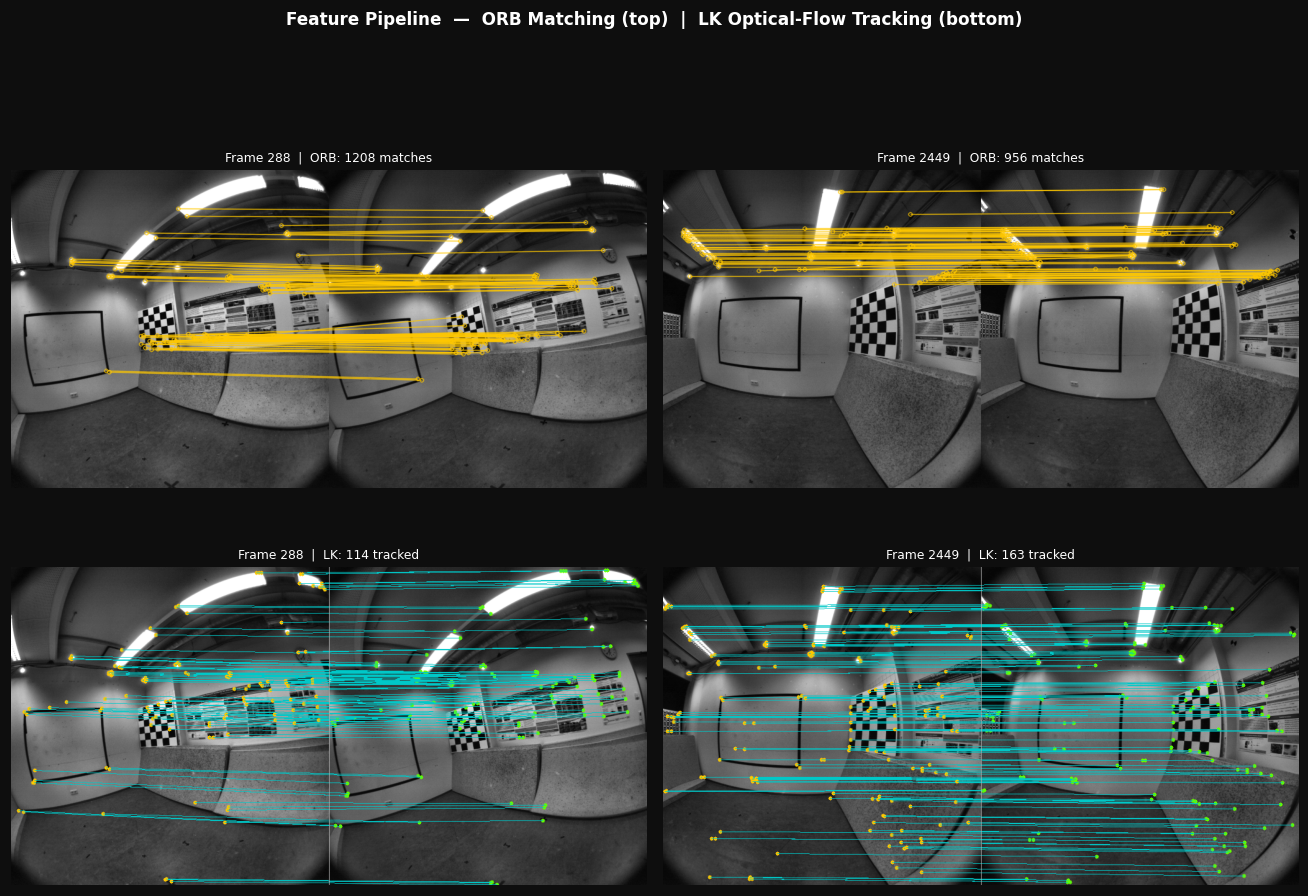 Feature Pipeline — ORB Matching (top) | LK Optical-Flow Tracking (bottom)
Frame 288 | ORB: 1208 matches
Frame 2449 | ORB: 956 matches
Frame 288 | LK: 114 tracked
Frame 2449 | LK: 163 tracked